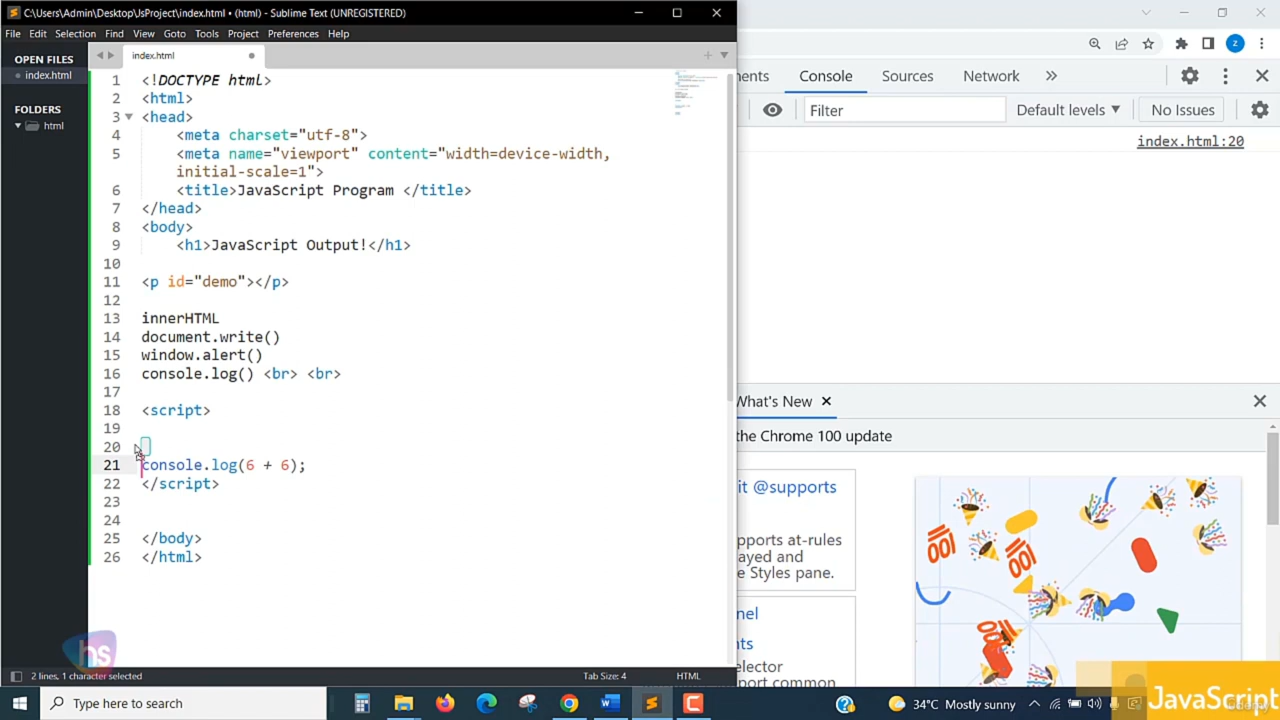 C:\Users\Admin\Desktop\JsProject\index.html • (html) - Sublime Text (UNREGISTERED)
File Edit Selection Find View Goto Tools Project Preferences Help
OPEN FILES
index.html
FOLDERS
html
index.html
1 <!DOCTYPE html>
2 <html>
3 <head>
4 <meta charset="utf-8">
5 <meta name="viewport" content="width=device-width,
initial-scale=1">
6 <title>JavaScript Program </title>
7 </head>
8 <body>
9 <h1>JavaScript Output!</h1>
10
11 <p id="demo"></p>
12
13 innerHTML
14 document.write()
15 window.alert()
16 console.log() <br> <br>
17
18 <script>
19
20
21 console.log(6 + 6);
22 </script>
23
24
25 </body>
26 </html>
2 lines, 1 character selected
Tab Size: 4
HTML
Z
ents Console Sources Network
Filter Default levels No Issues
index.html:20
What's New
the Chrome 100 update
it @supports
pports at-rules
ayed and
e Styles pane.
nel
nts
elector
port common
100
100
100
hs
Type here to search
34°C Mostly sunny
JavaScript